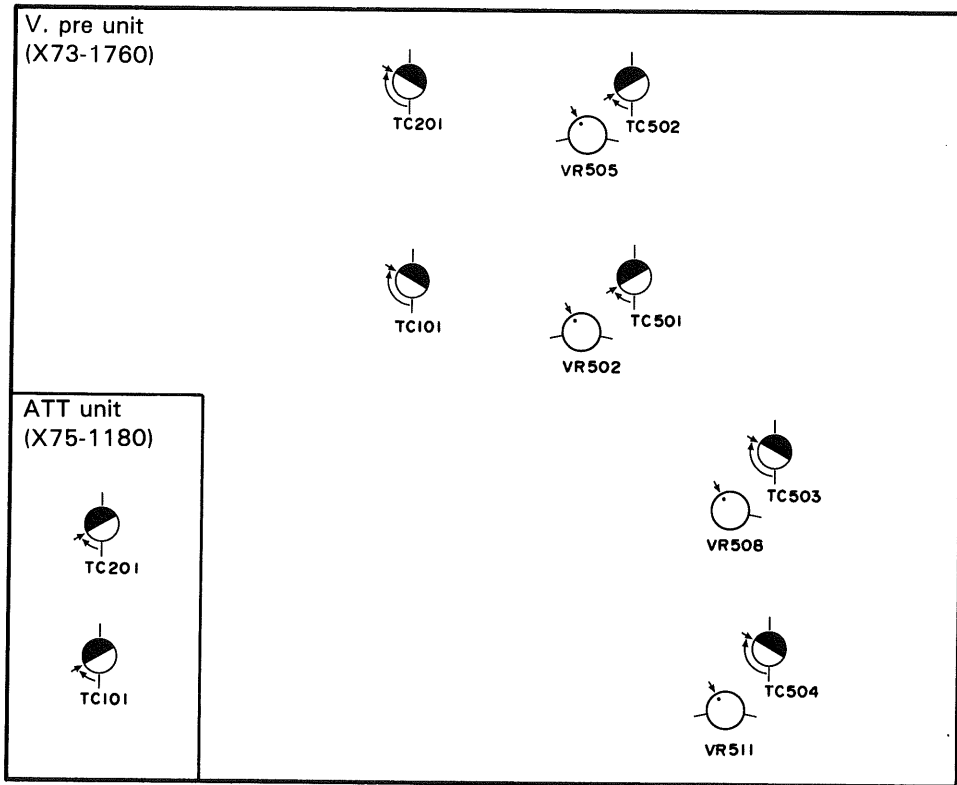 V. pre unit
(X73-1760)
TC201
TC502
VR505
TC101
TC501
VR502
ATT unit
(X75-1180)
TC503
VR508
TC201
TC101
TC504
VR511